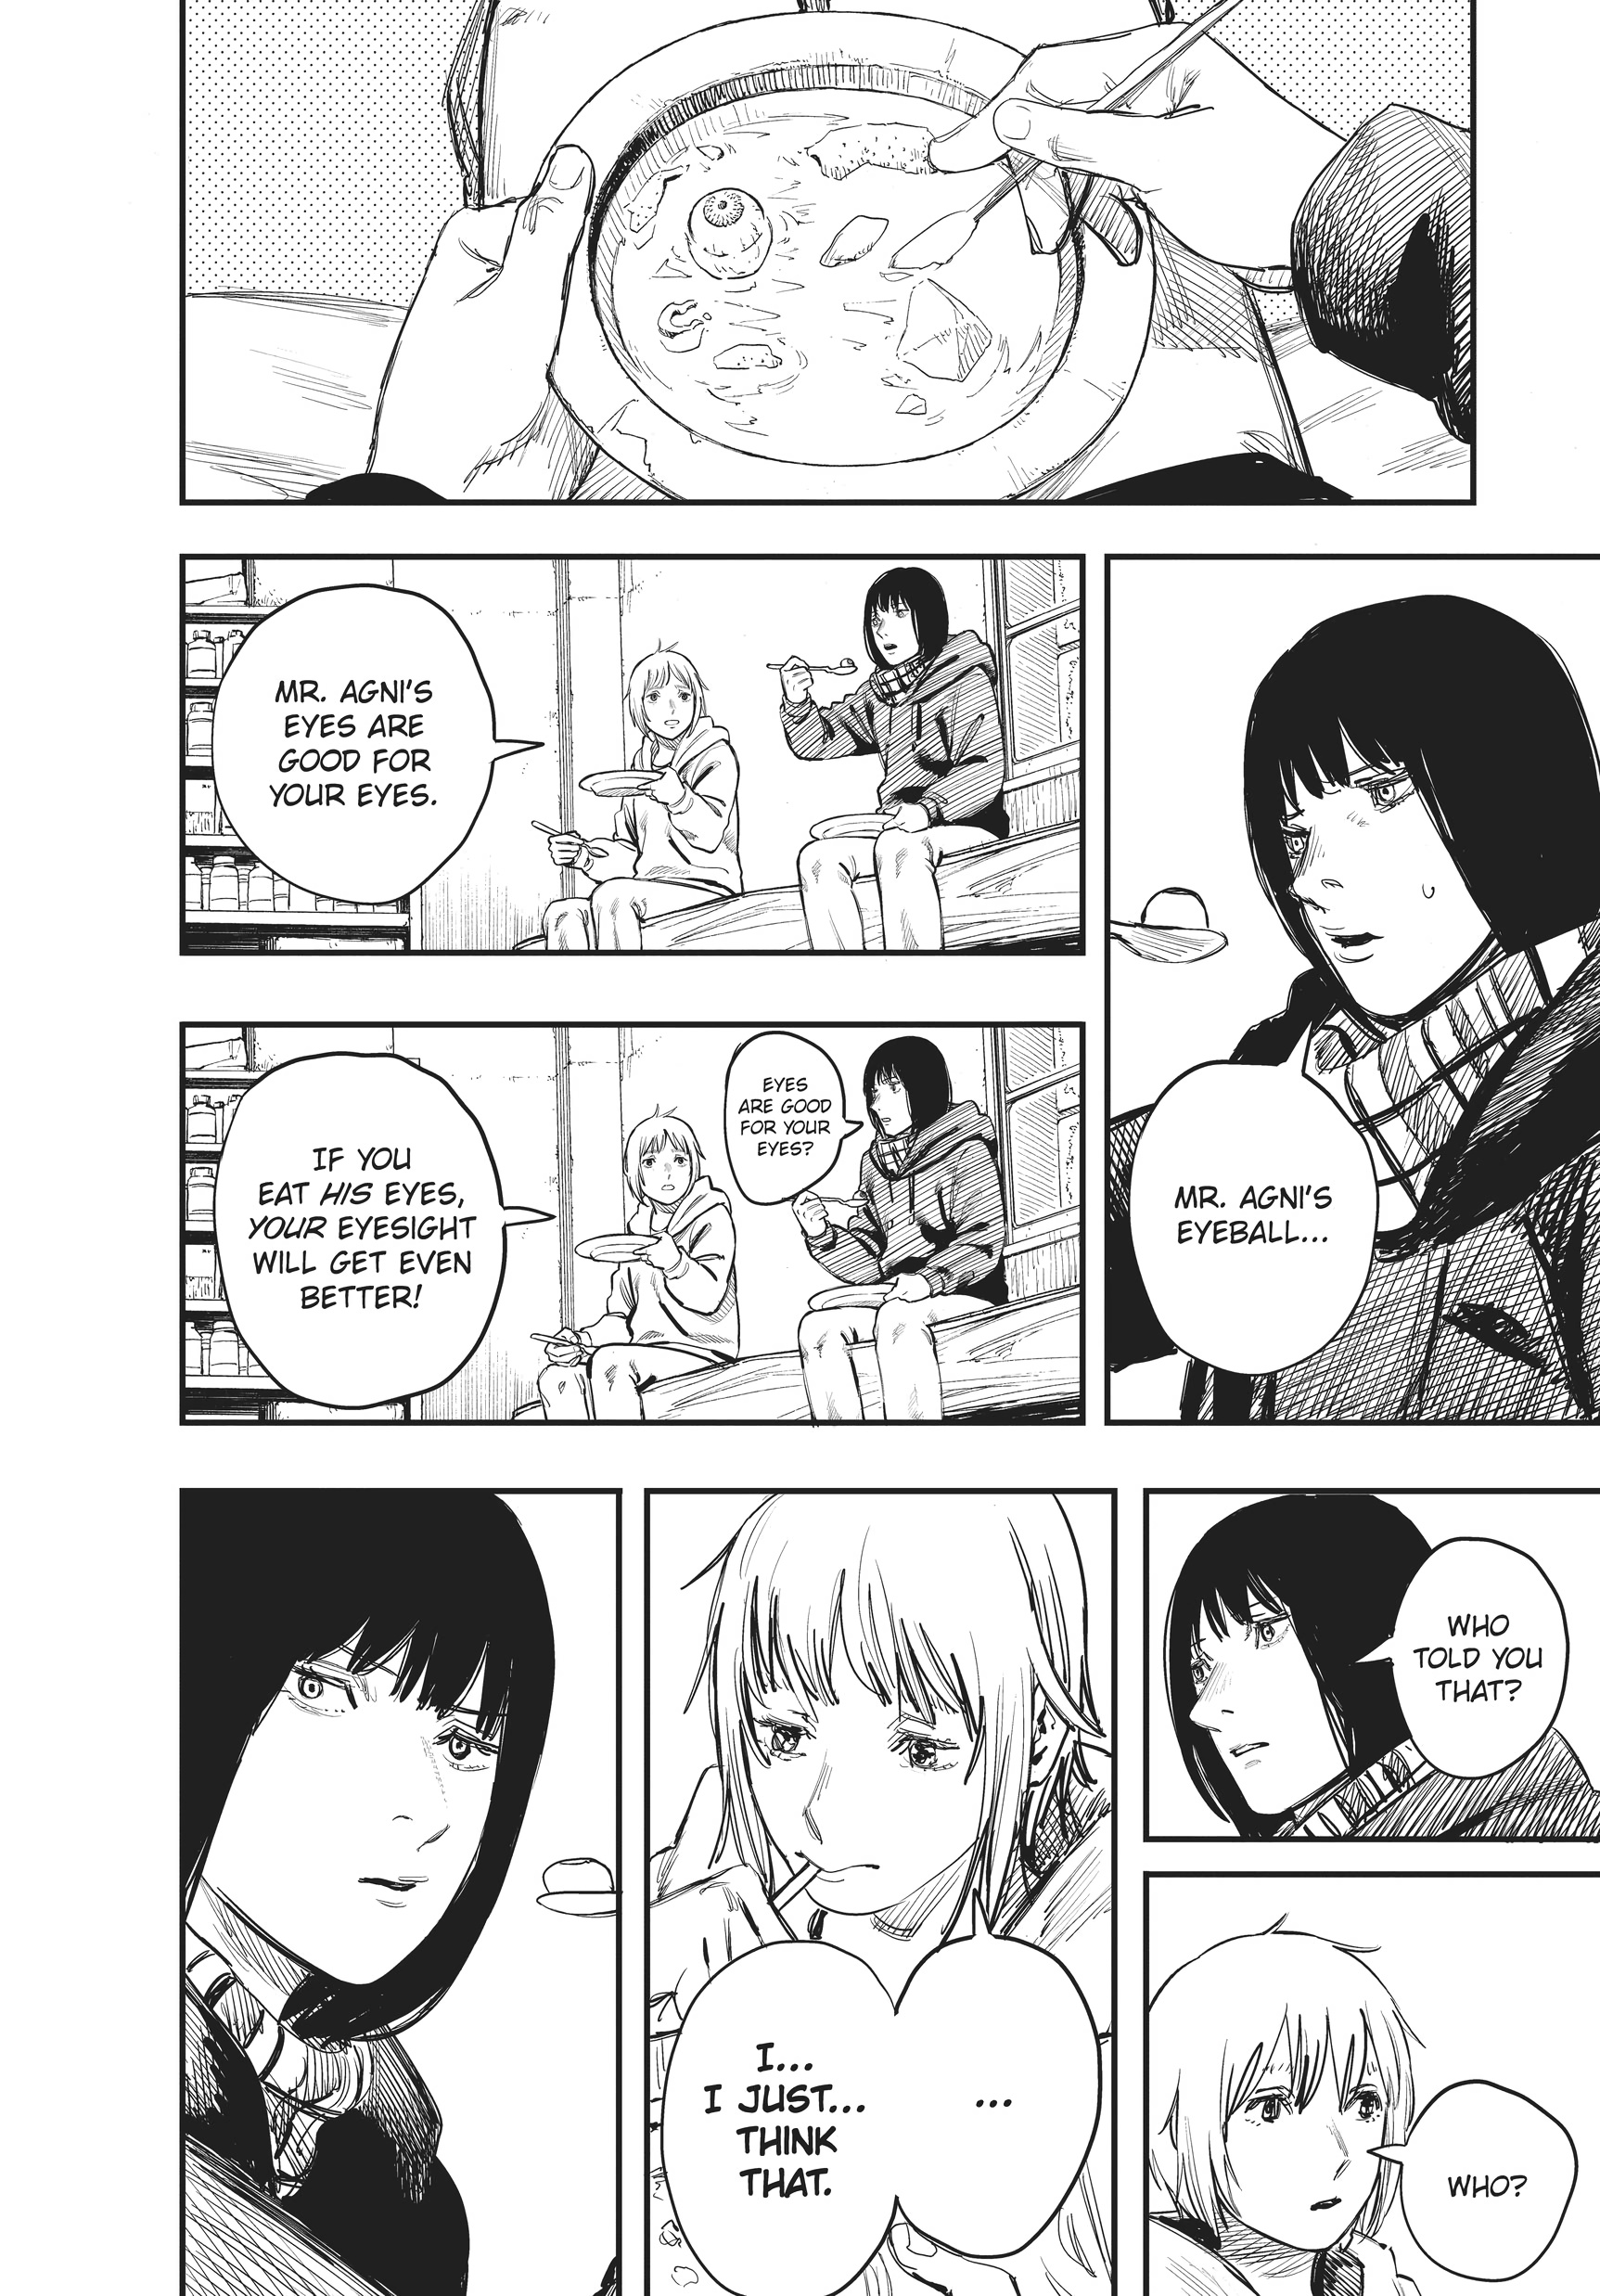 MR. AGNI'S
EYEBALL...
MR. AGNI'S
EYES ARE
GOOD FOR
YOUR EYES.
EYES
ARE GOOD
FOR YOUR
EYES?
IF YOU
EAT HIS EYES,
YOUR EYESIGHT
WILL GET EVEN
BETTER!
WHO
TOLD YOU
THAT?
WHO?
...
I...
I JUST...
THINK
THAT.